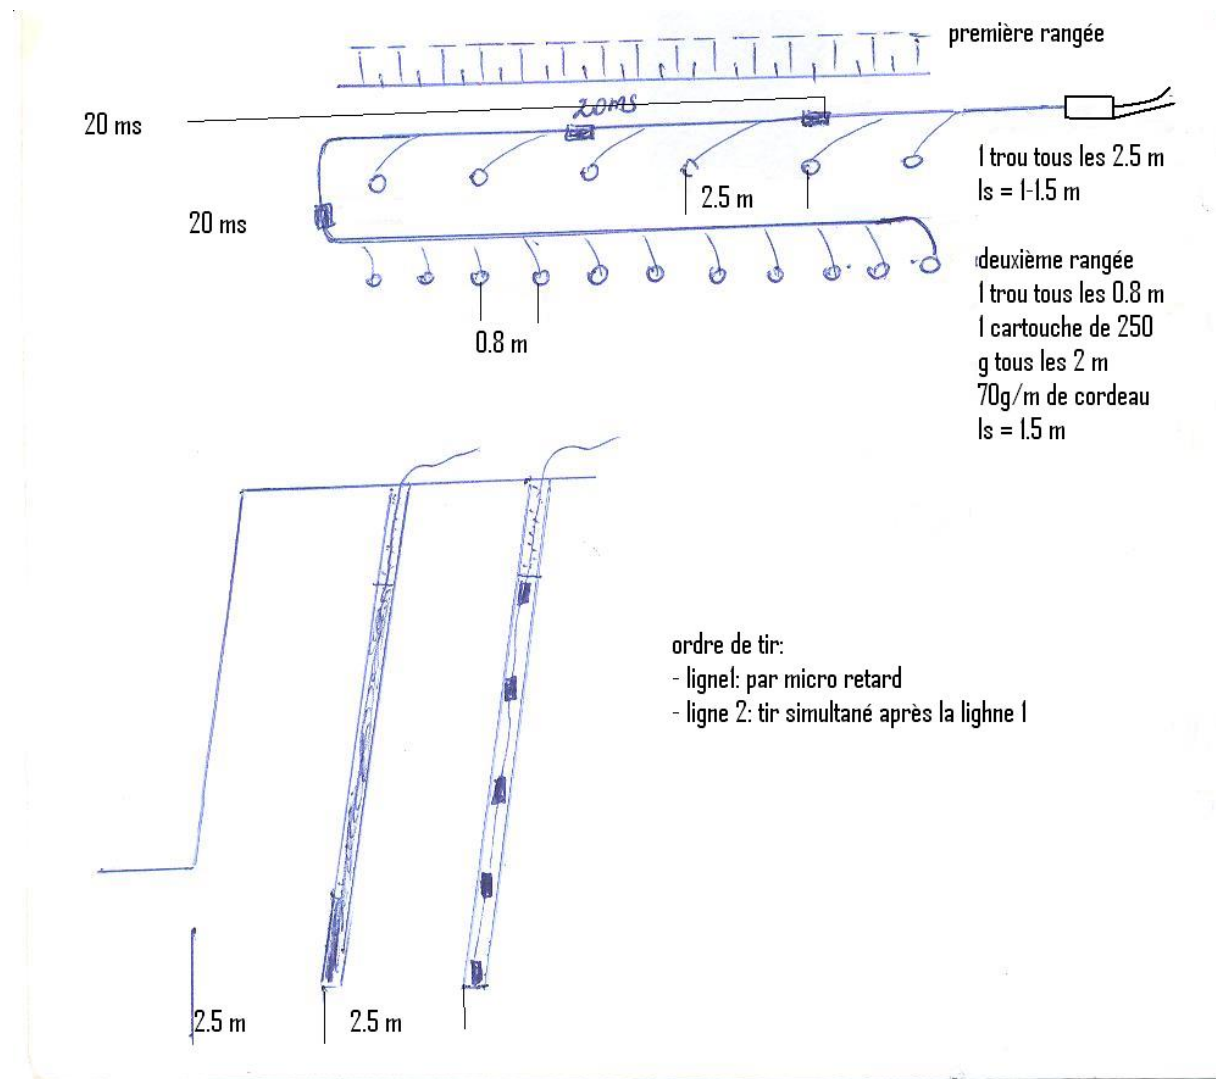 première rangée
20 ms
20ms
1 trou tous les 2.5 m
ls = 1-1.5 m
2.5 m
20 ms
deuxième rangée
1 trou tous les 0.8 m
1 cartouche de 250
g tous les 2 m
70g/m de cordeau
ls = 1.5 m
0.8 m
ordre de tir:
- ligne1: par micro retard
- ligne 2: tir simultané après la lighne 1
2.5 m
2.5 m